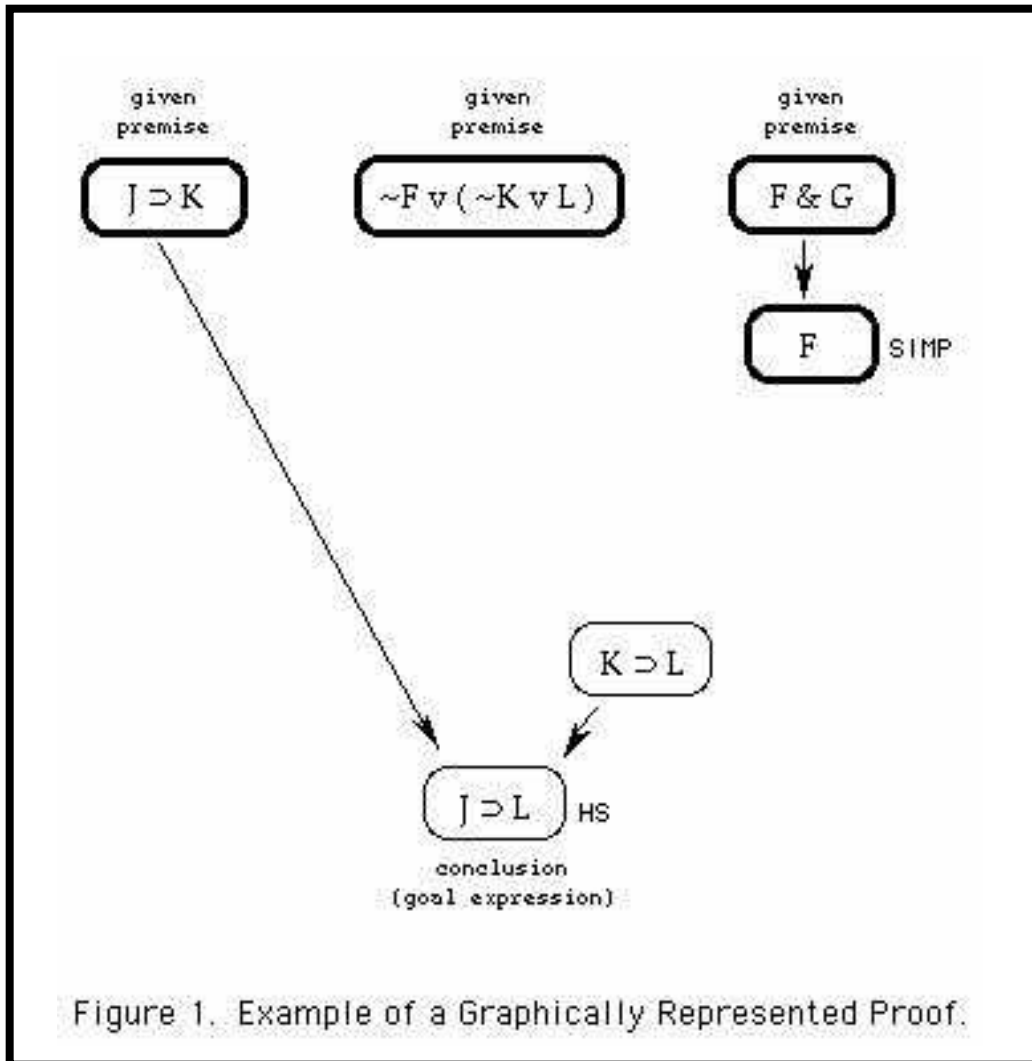 given given given
premise premise premise
J ⊃ K ~F v ( ~K v L ) F & G
F SIMP
K ⊃ L
J ⊃ L HS
conclusion
(goal expression)
Figure 1. Example of a Graphically Represented Proof.